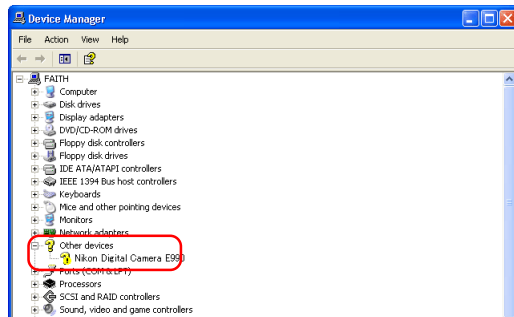 Device Manager
File Action View Help
FAITH
Computer
Disk drives
Display adapters
DVD/CD-ROM drives
Floppy disk controllers
Floppy disk drives
IDE ATA/ATAPI controllers
IEEE 1394 Bus host controllers
Keyboards
Mice and other pointing devices
Monitors
Network adapters
Other devices
Nikon Digital Camera E990
Ports (COM & LPT)
Processors
SCSI and RAID controllers
Sound, video and game controllers